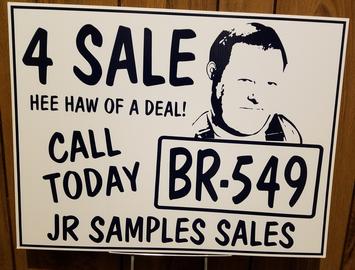 4 SALE
HEE HAW OF A DEAL!
CALL
TODAY
BR-549
JR SAMPLES SALES